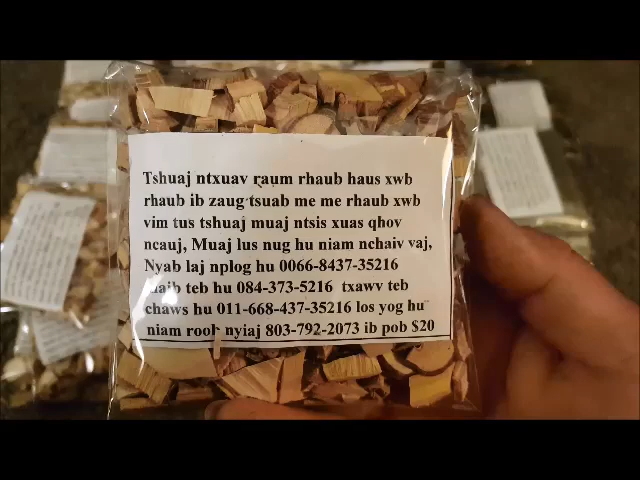 Tshuaj ntxuav raum rhaub haus xwb
rhaub ib zaug tsuab me me rhaub xwb
vim tus tshuaj muaj ntsis xuas qhov
ncauj, Muaj lus nug hu niam nchaiv vaj,
Nyab laj nplog hu 0066-8437-35216
teb hu 084-373-5216 txawv teb
chaws hu 011-668-437-35216 los yog hu
niam roob nyiaj 803-792-2073 ib pob $20